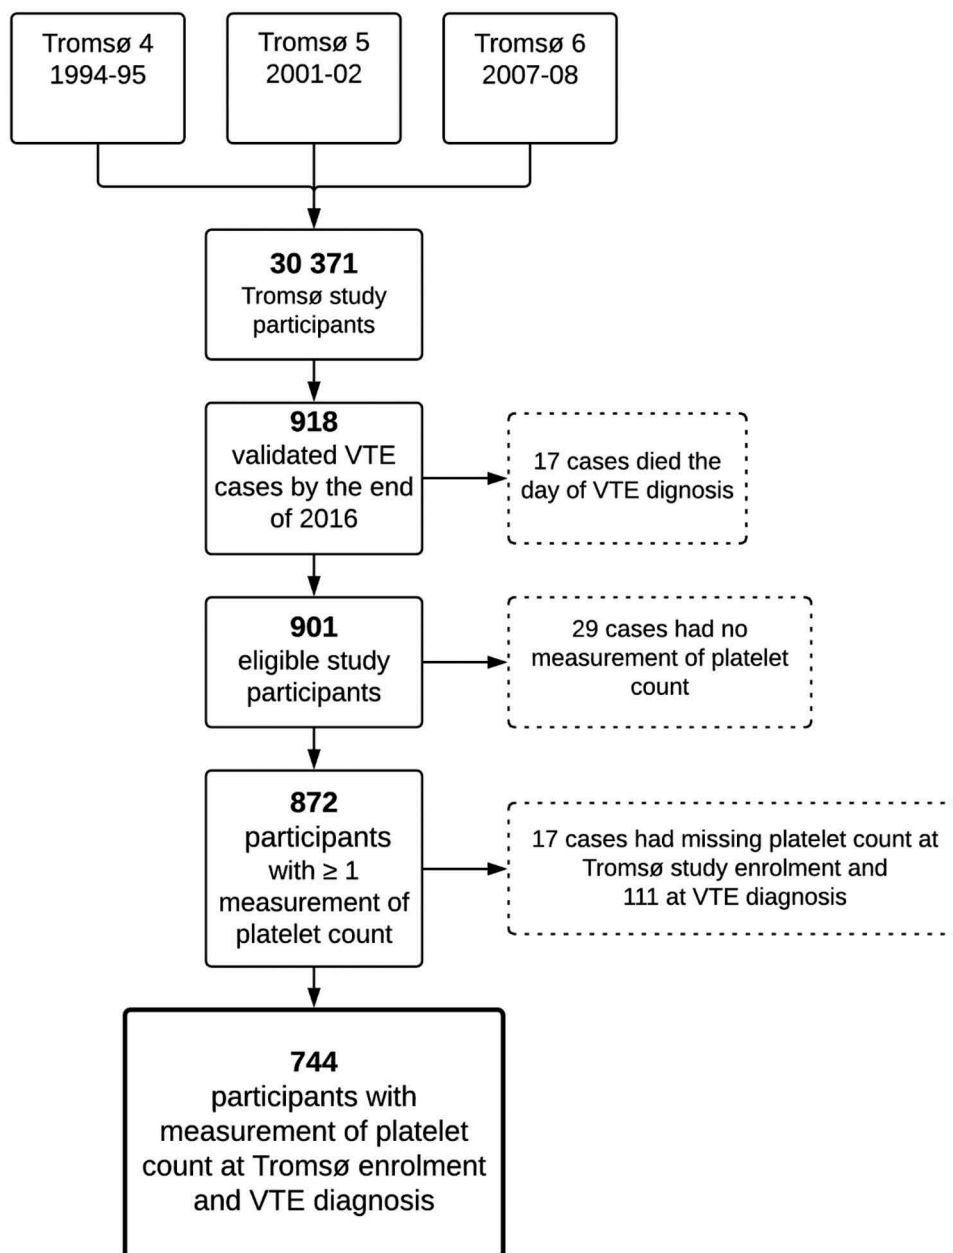 Tromsø 4
1994-95
Tromsø 5
2001-02
Tromsø 6
2007-08
30 371
Tromsø study
participants
918
validated VTE
cases by the end
of 2016
17 cases died the
day of VTE dignosis
901
eligible study
participants
29 cases had no
measurement of platelet
count
872
participants
with ≥ 1
measurement of
platelet count
17 cases had missing platelet count at
Tromsø study enrolment and
111 at VTE diagnosis
744
participants with
measurement of platelet
count at Tromsø enrolment
and VTE diagnosis